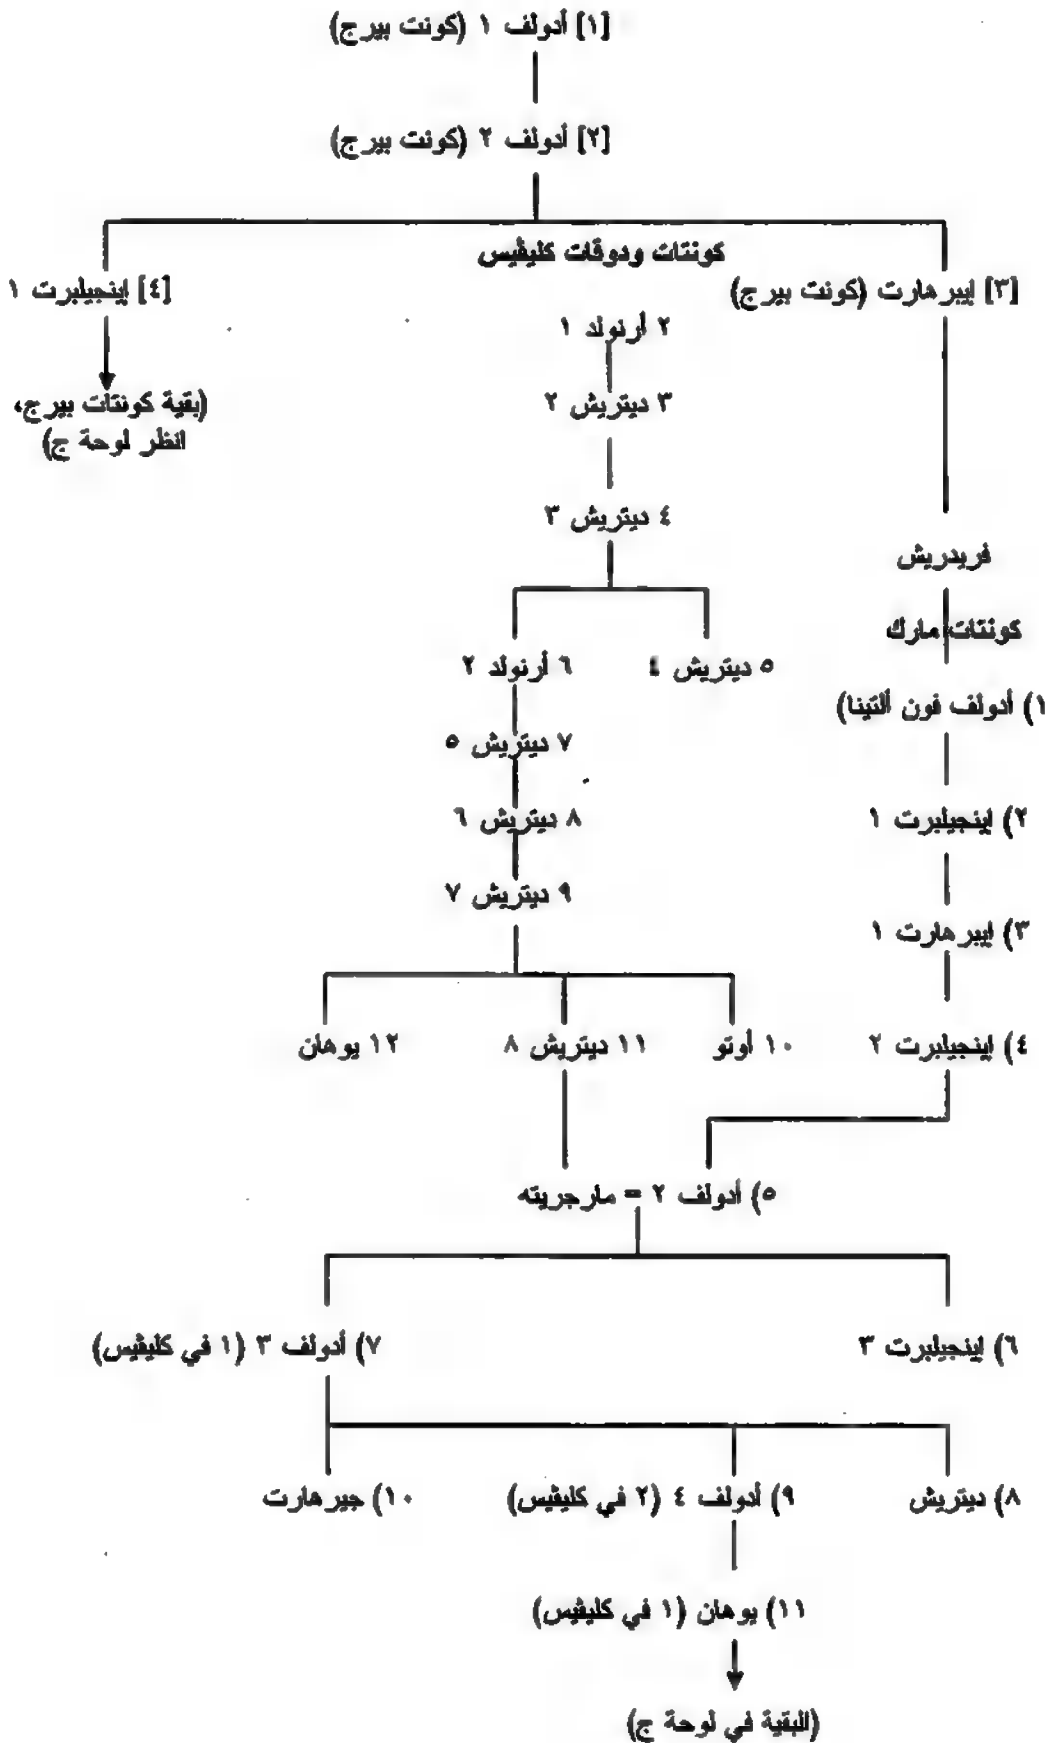 [١] أدولف ١ (كونت بيرج)
[٢] أدولف ٢ (كونت بيرج)
كونتات ودوقات كليڤيس
[٣] إيبرهارت (كونت بيرج)
[٤] إينجيلبرت ١
(بقية كونتات بيرج،
انظر لوحة ج)
٢ أرنولد ١
٣ ديتريش ٢
٤ ديتريش ٣
فريدريش
كونتات مارك
٥ ديتريش ٤
٦ أرنولد ٢
١) أدولف فون ألتينا)
٧ ديتريش ٥
٢) إينجيلبرت ١
٨ ديتريش ٦
٩ ديتريش ٧
٣) إيبرهارت ١
٤) إينجيلبرت ٢
١٠ أوتو
١١ ديتريش ٨
١٢ يوهان
٥) أدولف ٢ = مارجريته
٦) إينجيلبرت ٣
٧) أدولف ٣ (١ في كليڤيس)
٨) ديتريش
٩) أدولف ٤ (٢ في كليڤيس)
١٠) جيرهارت
١١) يوهان (١ في كليڤيس)
(البقية في لوحة ج)